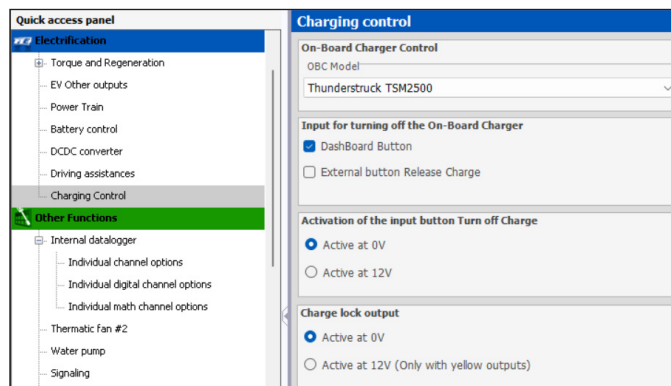 Quick access panel
Electrification
Torque and Regeneration
EV Other outputs
Power Train
Battery control
DCDC converter
Driving assistances
Charging Control
Other Functions
Internal datalogger
Individual channel options
Individual digital channel options
Individual math channel options
Thermatic fan #2
Water pump
Signaling
Charging control
On-Board Charger Control
OBC Model
Thunderstruck TSM2500
Input for turning off the On-Board Charger
DashBoard Button
External button Release Charge
Activation of the input button Turn off Charge
Active at 0V
Active at 12V
Charge lock output
Active at 0V
Active at 12V (Only with yellow outputs)